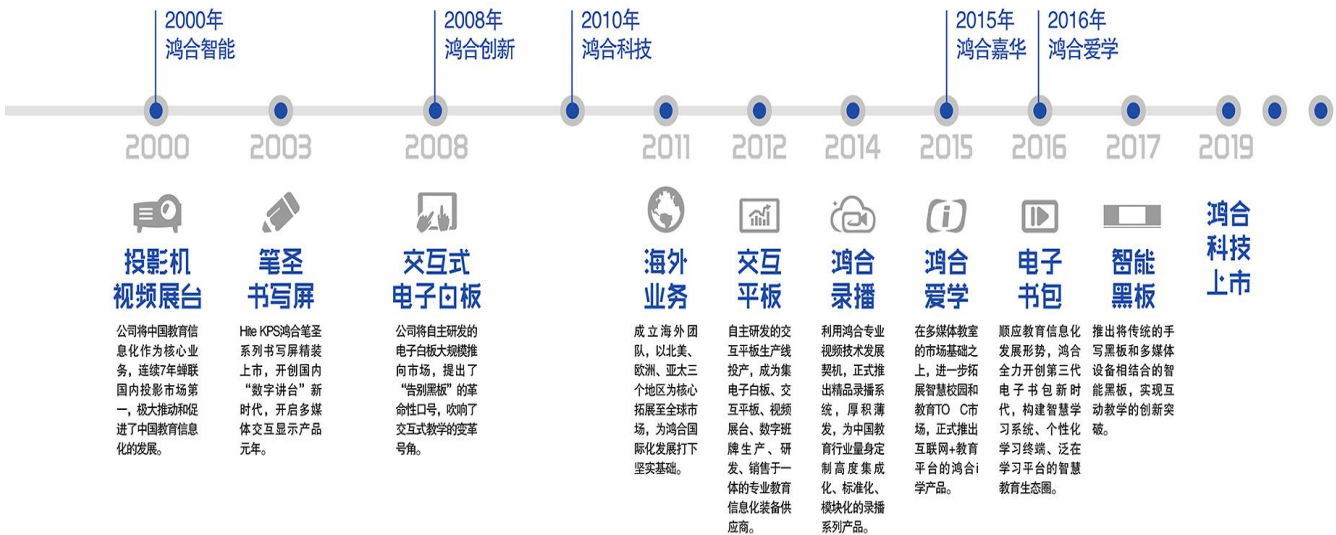 2000年
鸿合智能
2008年
鸿合创新
2010年
鸿合科技
2015年
鸿合嘉华
2016年
鸿合爱学
2000
2003
2008
2011
2012
2014
2015
2016
2017
2019
投影机
视频展台
公司将中国教育信
息化作为核心业
务，连续7年蝉联
国内投影市场第
一，极大推动和促
进了中国教育信息
化的发展。
笔圣
书写屏
Hite KPS鸿合笔圣
系列书写屏精装
上市，开创国内
“数字讲台”新
时代，开启多媒
体交互显示产品
元年。
交互式
电子白板
公司将自主研发的
电子白板大规模推
向市场，提出了
“告别黑板”的革
命性口号，吹响了
交互式教学的变革
号角。
海外
业务
成立海外团
队，以北美、
欧洲、亚太三
个地区为核心
拓展至全球市
场，为鸿合国
际化发展打下
坚实基础。
交互
平板
自主研发的交
互平板生产线
投产，成为集
电子白板、交
互平板、视频
展台、数字班
牌生产、研
发、销售于一
体的专业教育
信息化装备供
应商。
鸿合
录播
利用鸿合专业
视频技术发展
契机，正式推
出精品录播系
统，厚积薄
发，为中国教
育行业量身定
制高度集成
化、标准化、
模块化的录播
系列产品。
鸿合
爱学
在多媒体教室
的市场基础之
上，进一步拓
展智慧校园和
教育TO C市
场，正式推出
互联网+教育
平台的鸿合i
学产品。
电子
书包
顺应教育信息化
发展形势，鸿合
全力开创第三代
电子书包新时
代，构建智慧学
习系统、个性化
学习终端、泛在
学习平台的智慧
教育生态圈。
智能
黑板
推出将传统的手
写黑板和多媒体
设备相结合的智
能黑板，实现互
动教学的创新突
破。
鸿合
科技
上市